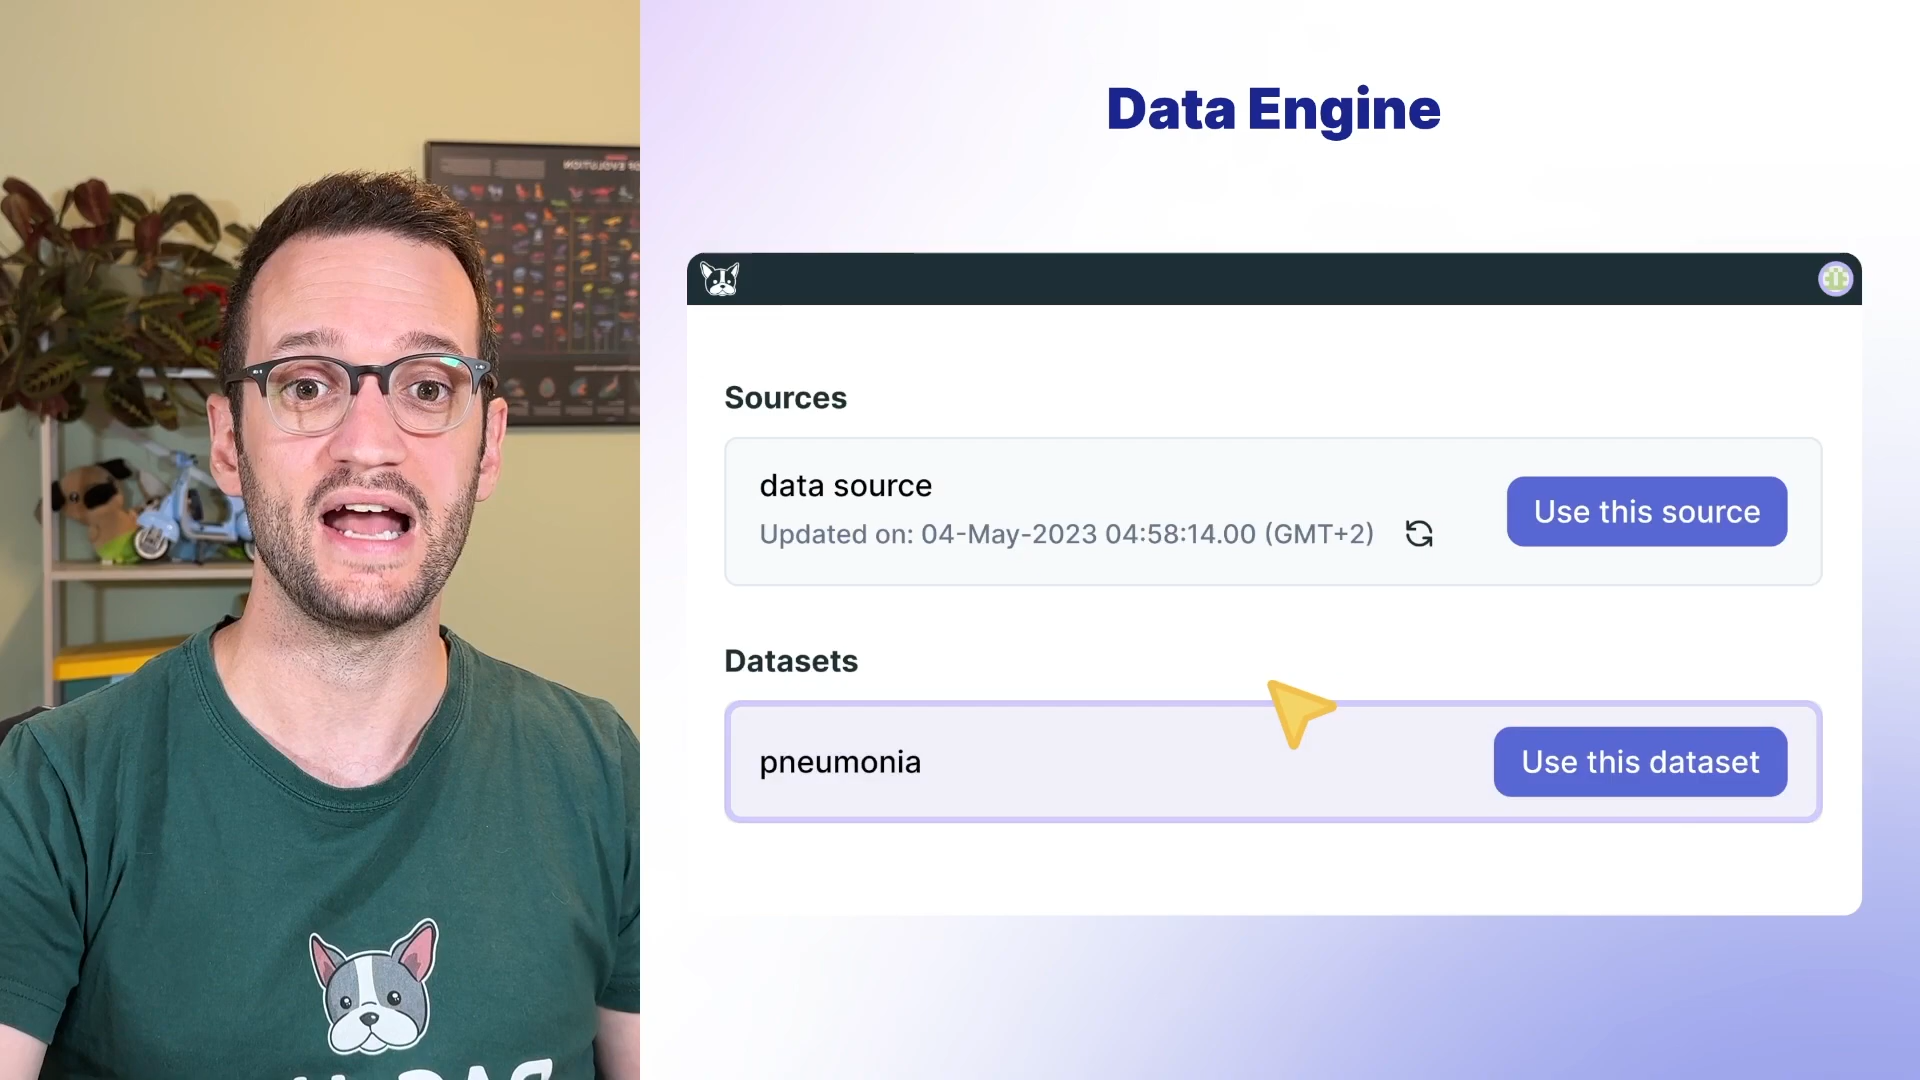 Data Engine
Sources
data source
Updated on: 04-May-2023 04:58:14.00 (GMT+2)
Use this source
Datasets
pneumonia
Use this dataset